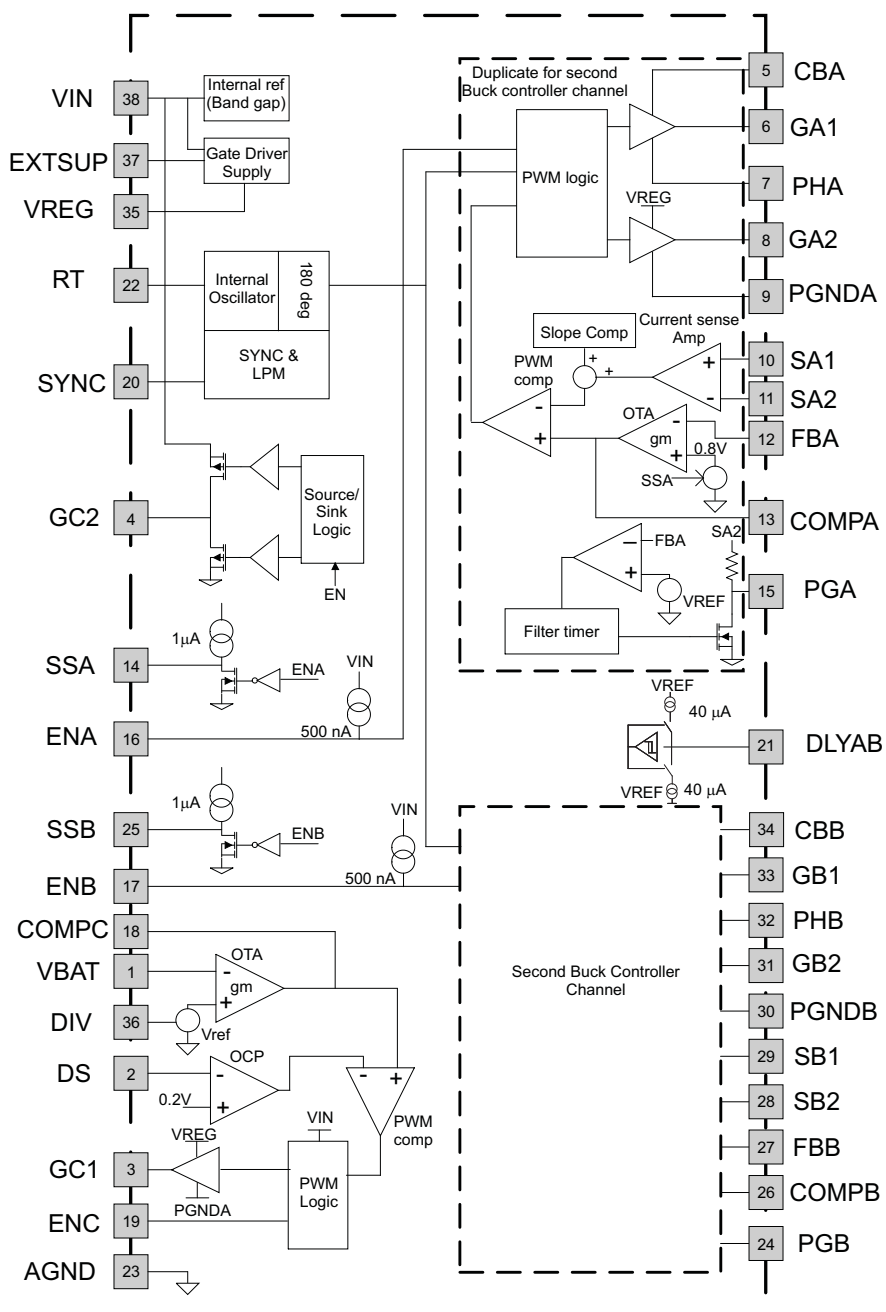 VIN
38
EXTSUP
37
VREG
35
RT
22
SYNC
20
GC2
4
SSA
14
ENA
16
SSB
25
ENB
17
COMPC
18
VBAT
1
DIV
36
DS
2
GC1
3
ENC
19
AGND
23
Internal ref
(Band gap)
Gate Driver
Supply
Internal
Oscillator
180 deg
SYNC &
LPM
Source/
Sink
Logic
EN
1μA
ENA
VIN
500 nA
1μA
ENB
VIN
500 nA
OTA
-
gm
+
Vref
OCP
-
0.2V
+
-
+
PWM
comp
VREG
PGNDA
VIN
PWM
Logic
Duplicate for second
Buck controller channel
PWM logic
VREG
Slope Comp
Current sense
Amp
+
+
+
-
PWM
comp
-
+
OTA
-
gm
+
0.8V
SSA
FBA
−
+
VREF
SA2
Filter timer
VREF
40 μA
VREF
40 μA
Second Buck Controller
Channel
5
CBA
6
GA1
7
PHA
8
GA2
9
PGNDA
10
SA1
11
SA2
12
FBA
13
COMPA
15
PGA
21
DLYAB
34
CBB
33
GB1
32
PHB
31
GB2
30
PGNDB
29
SB1
28
SB2
27
FBB
26
COMPB
24
PGB